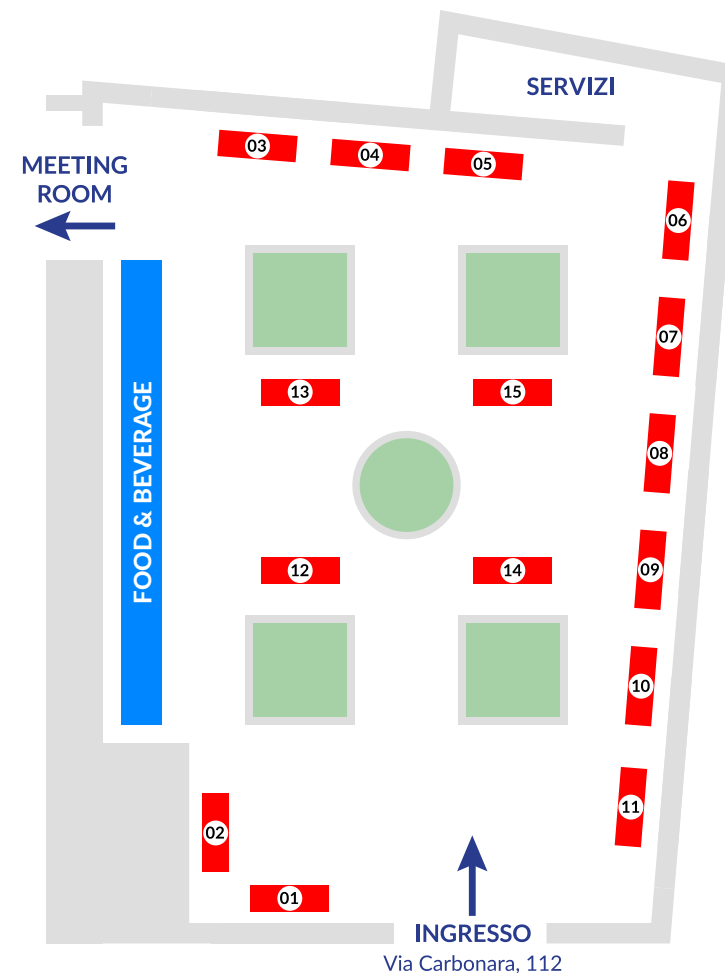 SERVIZI
MEETING
ROOM
03
04
05
06
07
08
09
10
11
13
15
12
14
FOOD & BEVERAGE
02
01
INGRESSO
Via Carbonara, 112